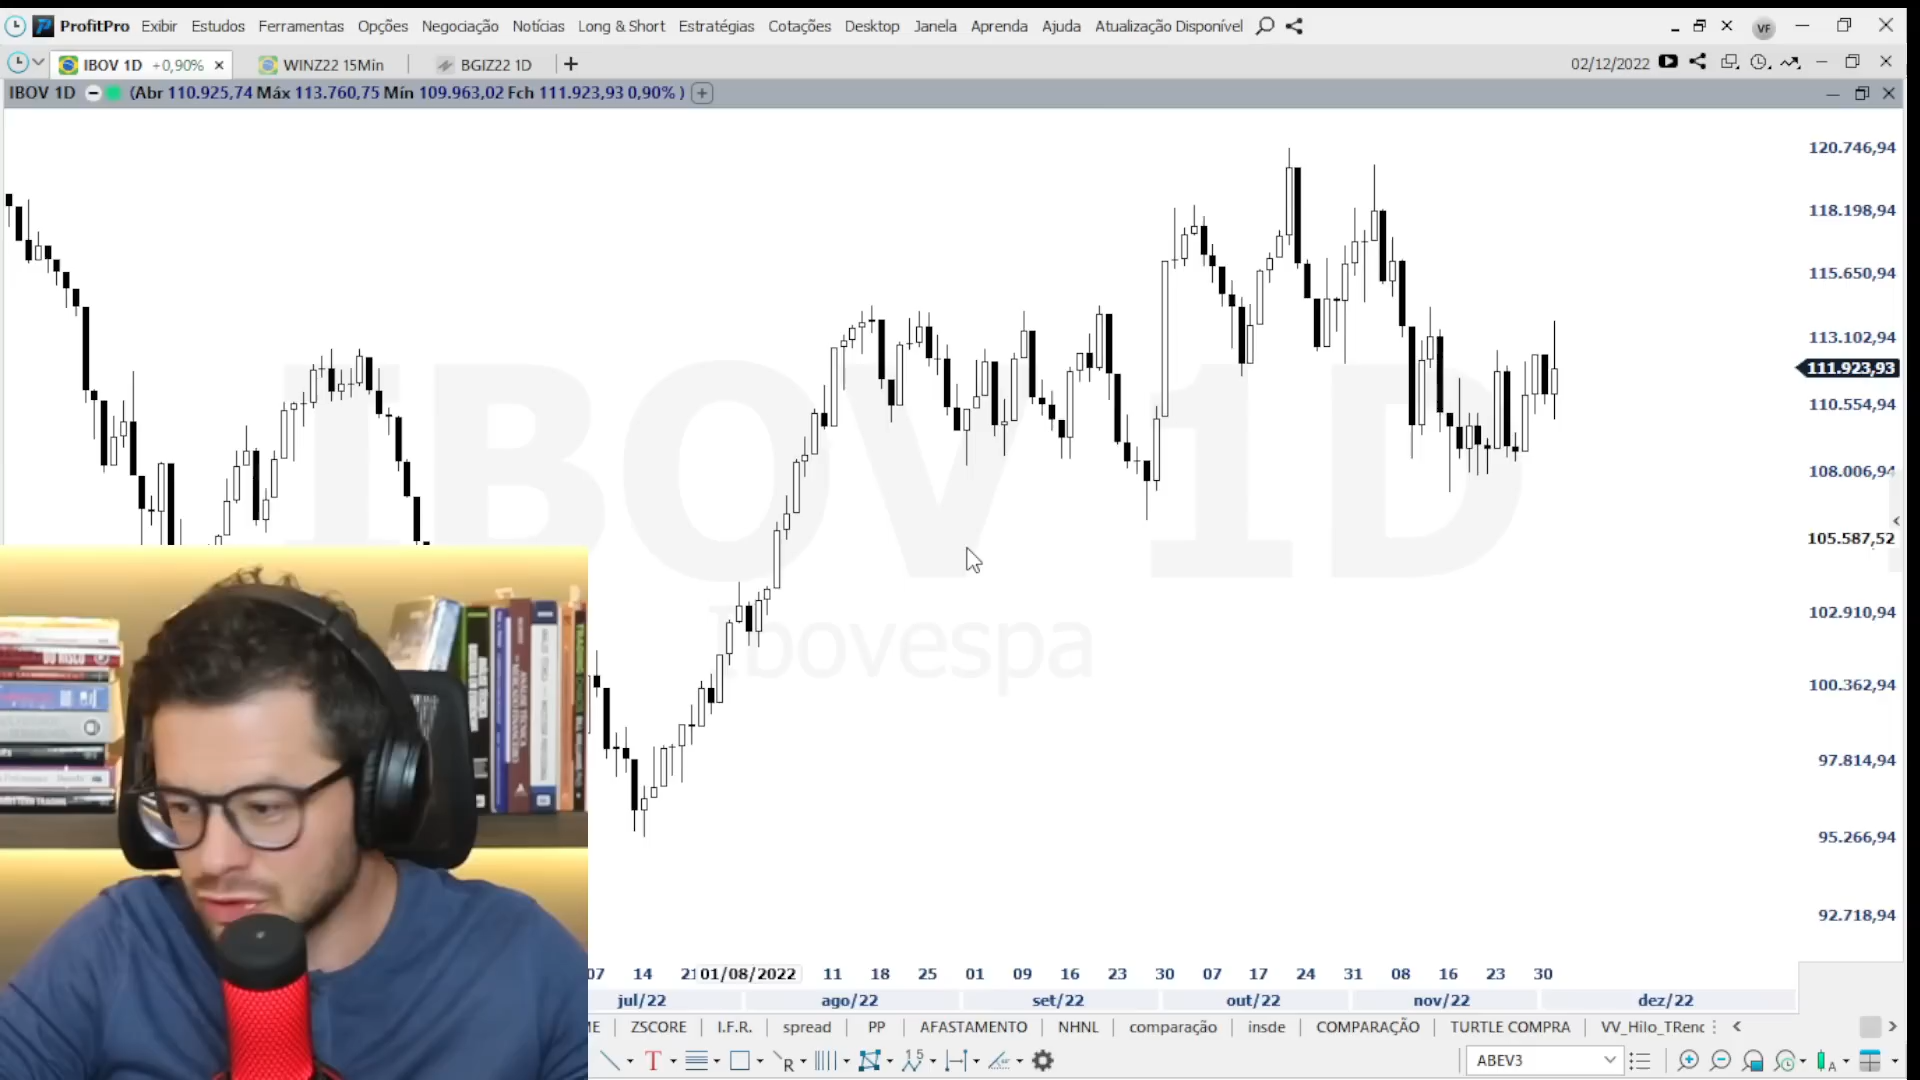 ProfitPro Exibir Estudos Ferramentas Opções Negociação Notícias Long & Short Estratégias Cotações Desktop Janela Aprenda Ajuda Atualização Disponível VF
IBOV 1D +0,90% WINZ22 15Min BGIZ22 1D 02/12/2022
IBOV 1D (Abr 110.925,74 Máx 113.760,75 Mín 109.963,02 Fch 111.923,93 0,90% )
120.746,94
118.198,94
115.650,94
113.102,94
111.923,93
110.554,94
108.006,94
105.587,52
102.910,94
100.362,94
97.814,94
95.266,94
92.718,94
IBOV 1D
Ibovespa
07 14 21 01/08/2022 11 18 25 01 09 16 23 30 07 17 24 31 08 16 23 30
jul/22 ago/22 set/22 out/22 nov/22 dez/22
ZSCORE I.F.R. spread PP AFASTAMENTO NHNL comparação insde COMPARAÇÃO TURTLE COMPRA VV_Hilo_TRenc
ABEV3